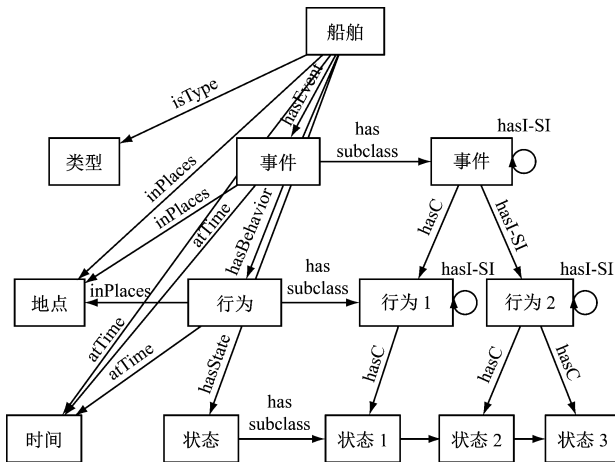 船舶
isType
hasEvent
has
subclass
hasI-SI
类型
事件
事件
inPlaces
inPlaces
atTime
hasBehavior
hasC
hasI-SI
has
subclass
hasI-SI
hasI-SI
地点
inPlaces
行为
行为 1
行为 2
atTime
atTime
hasState
hasC
hasC
hasC
has
subclass
时间
状态
状态 1
状态 2
状态 3